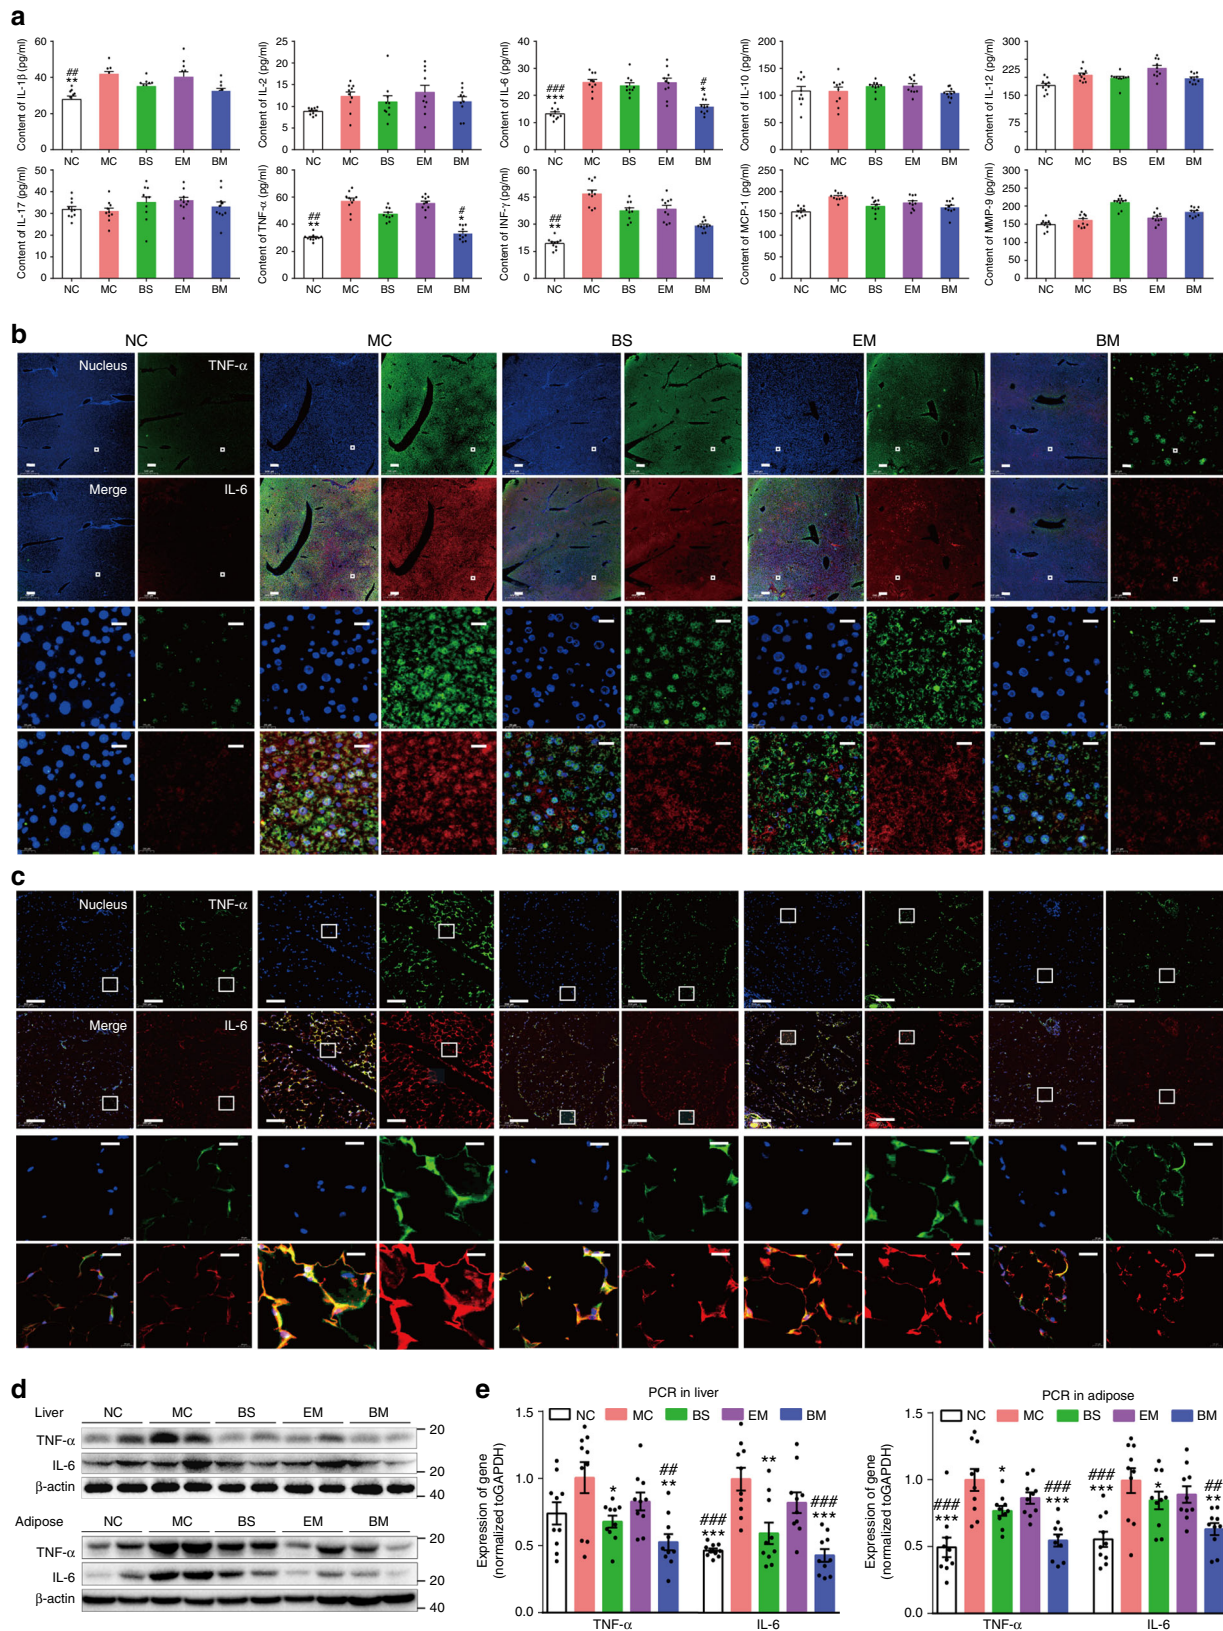 a
Content of IL-1β (pg/ml)
60
40
20
0
##
**
NC MC BS EM BM
Content of IL-2 (pg/ml)
25
20
15
10
5
0
NC MC BS EM BM
Content of IL-6 (pg/ml)
40
30
20
10
0
###
***
#
*
NC MC BS EM BM
Content of IL-10 (pg/ml)
200
150
100
50
0
NC MC BS EM BM
Content of IL-12 (pg/ml)
300
225
150
75
0
NC MC BS EM BM
Content of IL-17 (pg/ml)
50
40
30
20
10
0
NC MC BS EM BM
Content of TNF-α (pg/ml)
80
60
40
20
0
##
**
#
*
NC MC BS EM BM
Content of INF-γ (pg/ml)
60
40
20
0
##
**
NC MC BS EM BM
Content of MCP-1 (pg/ml)
250
200
150
100
50
0
NC MC BS EM BM
Content of MMP-9 (pg/ml)
300
200
100
0
NC MC BS EM BM
b
NC MC BS EM BM
Nucleus TNF-α
Merge IL-6
c
Nucleus TNF-α
Merge IL-6
d
Liver NC MC BS EM BM
TNF-α
20
IL-6
20
β-actin
40
Adipose NC MC BS EM BM
TNF-α
20
IL-6
20
β-actin
40
e
PCR in liver
NC MC BS EM BM
Expression of gene
(normalized toGAPDH)
1.5
1.0
0.5
0.0
*
##
**
###
***
**
###
***
TNF-α IL-6
PCR in adipose
NC MC BS EM BM
Expression of gene
(normalized toGAPDH)
1.5
1.0
0.5
0.0
###
***
*
###
***
###
***
*
##
**
TNF-α IL-6